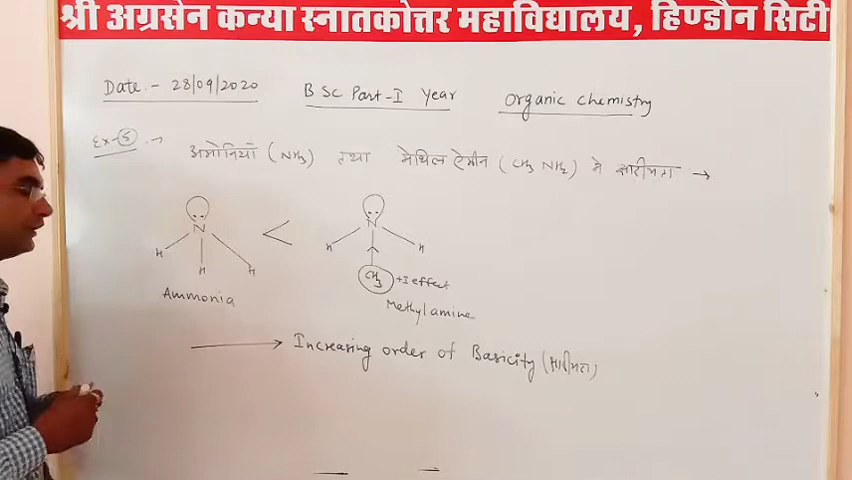 श्री अग्रसेन कन्या स्नातकोत्तर महाविद्यालय, हिण्डौन सिटी
Date.- 28/09/2020 BSC Part-I Year Organic chemistry
Ex-5:→ अमोनियाँ (NH3) तथा मेथिल ऐमीन (CH3 NH2) मे क्षारीयता →
N < N
H H H H
H
CH3 +I effect
Ammonia
Methylamine
→ Increasing order of Basicity (क्षारीयता)